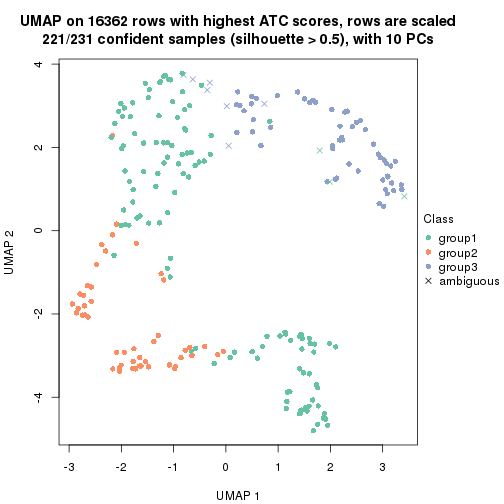 UMAP on 16362 rows with highest ATC scores, rows are scaled
221/231 confident samples (silhouette > 0.5), with 10 PCs
4
2
0
-2
-4
UMAP 2
-3
-2
-1
0
1
2
3
UMAP 1
Class
group1
group2
group3
ambiguous